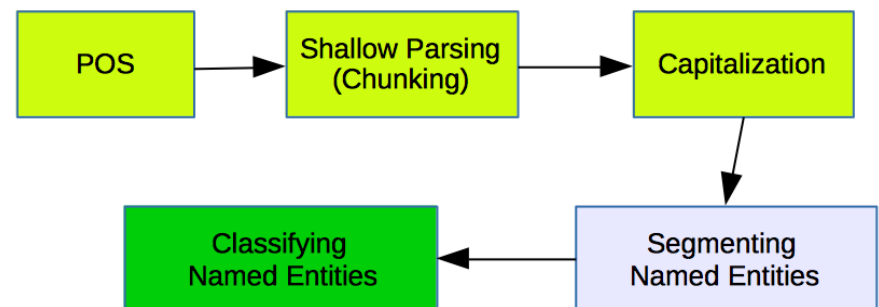 POS
Shallow Parsing
(Chunking)
Capitalization
Segmenting
Named Entities
Classifying
Named Entities